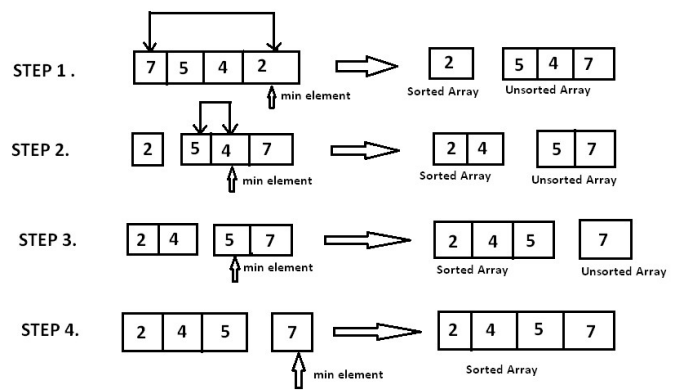 STEP 1. 7 5 4 2 2 5 4 7
min element Sorted Array Unsorted Array
STEP 2. 2 5 4 7 2 4 5 7
min element Sorted Array Unsorted Array
STEP 3. 2 4 5 7 2 4 5 7
min element Sorted Array Unsorted Array
STEP 4. 2 4 5 7 2 4 5 7
min element Sorted Array